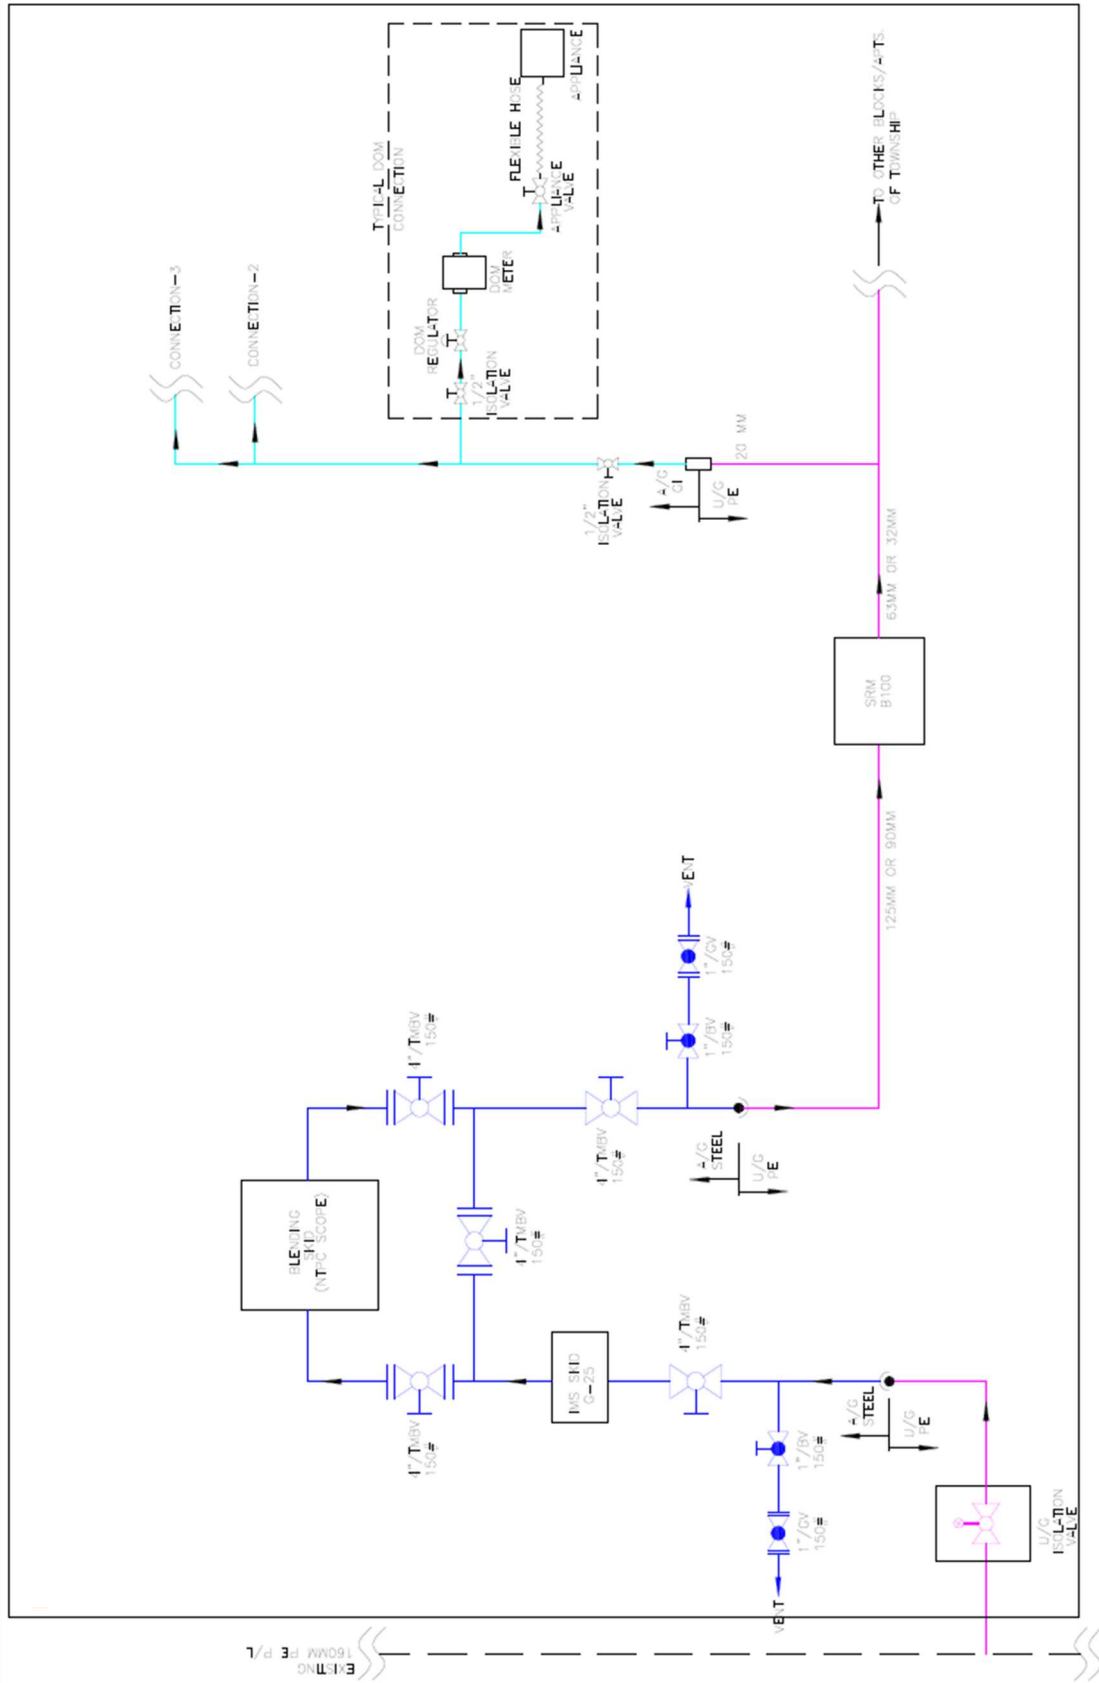 EXISTING
160MM PE P/L
U/G
ISOLATION
VALVE
A/G
STEEL
U/G
PE
1"/BV
150#
1"/GV
150#
VENT
4"/TMBV
150#
IMS SKID
G-25
4"/TMBV
150#
BLENDING
SKID
(NTPC SCOPE)
4"/TMBV
150#
4"/TMBV
150#
4"/TMBV
150#
1"/BV
150#
1"/GV
150#
VENT
A/G
STEEL
U/G
PE
125MM OR 90MM
SRM
B100
63MM OR 32MM
20 MM
A/G
GI
U/G
PE
1/2"
ISOLATION
VALVE
TO OTHER BLOCKS/APTS.
OF TOWNSHIP
TYPICAL DOM
CONNECTION
1/2"
ISOLATION
VALVE
DOM
REGULATOR
DOM
METER
APPLIANCE
VALVE
FLEXIBLE HOSE
APPLIANCE
CONNECTION-2
CONNECTION-3